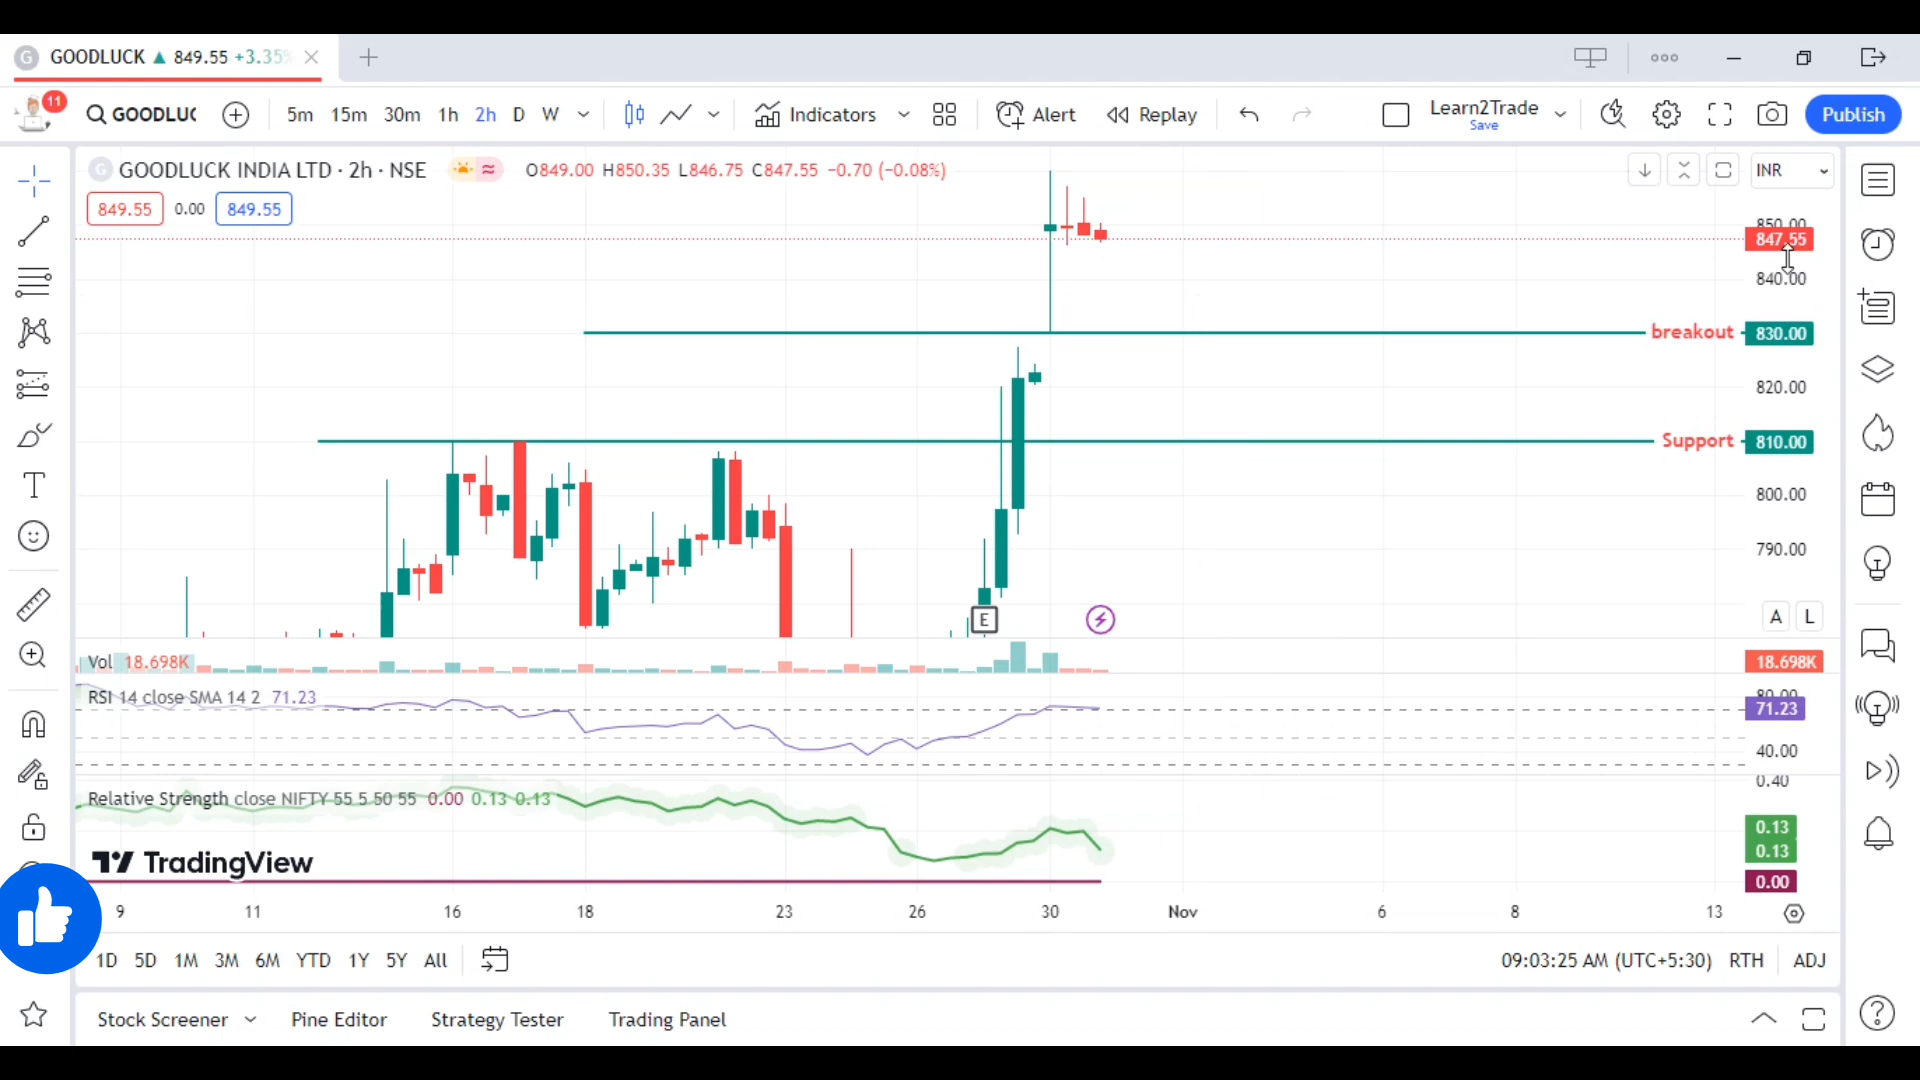 GOODLUCK ▲ 849.55 +3.35%
11
GOODLUC 5m 15m 30m 1h 2h D W Indicators Alert Replay Learn2Trade Save Publish
GOODLUCK INDIA LTD · 2h · NSE O849.00 H850.35 L846.75 C847.55 −0.70 (−0.08%) INR
849.55 0.00 849.55
850.00
847.55
840.00
breakout 830.00
820.00
Support 810.00
800.00
790.00
E A L
Vol 18.698K 18.698K
RSI 14 close SMA 14 2 71.23 80.00
71.23
40.00
0.40
Relative Strength close NIFTY 55 5 50 55 0.00 0.13 0.13
0.13
0.13
TradingView
0.00
9 11 16 18 23 26 30 Nov 6 8 13
1D 5D 1M 3M 6M YTD 1Y 5Y All 09:03:25 AM (UTC+5:30) RTH ADJ
Stock Screener Pine Editor Strategy Tester Trading Panel